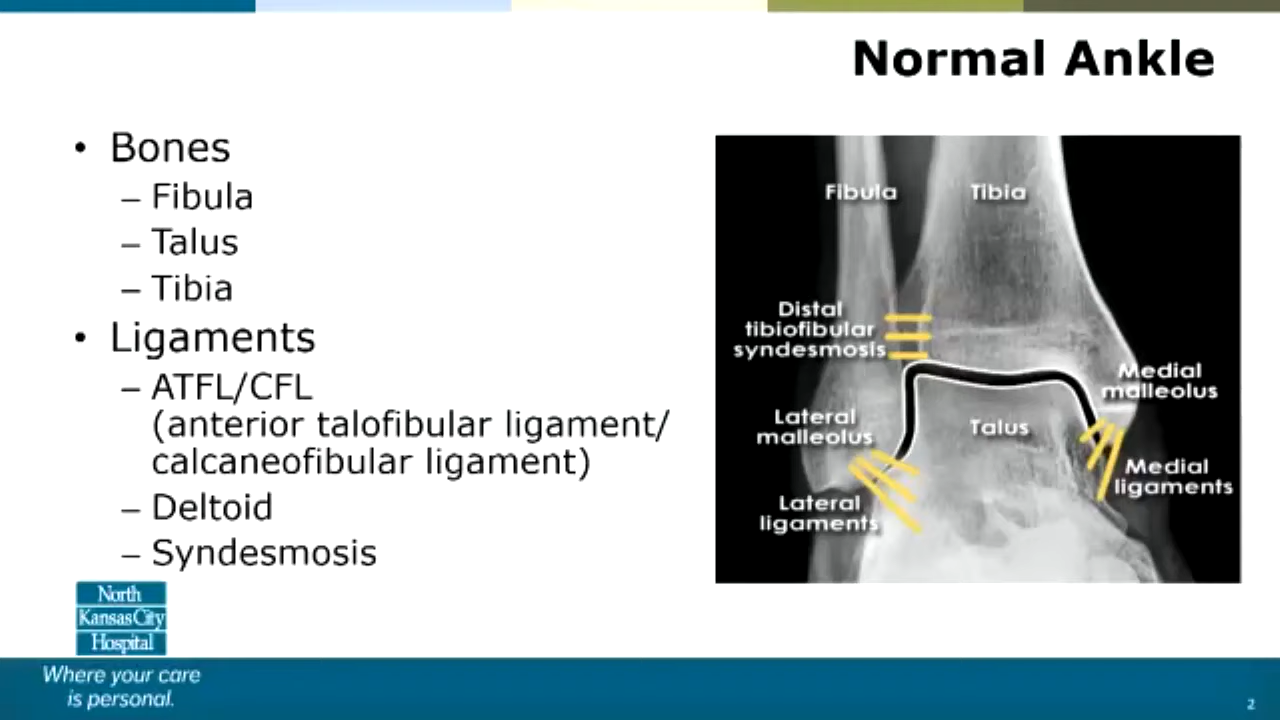 Normal Ankle
• Bones
– Fibula
– Talus
– Tibia
• Ligaments
– ATFL/CFL
(anterior talofibular ligament/
calcaneofibular ligament)
– Deltoid
– Syndesmosis
Fibula
Tibia
Distal
tibiofibular
syndesmosis
Medial
malleolus
Lateral
malleolus
Talus
Medial
ligaments
Lateral
ligaments
North
KansasCity
Hospital
Where your care
is personal.
2